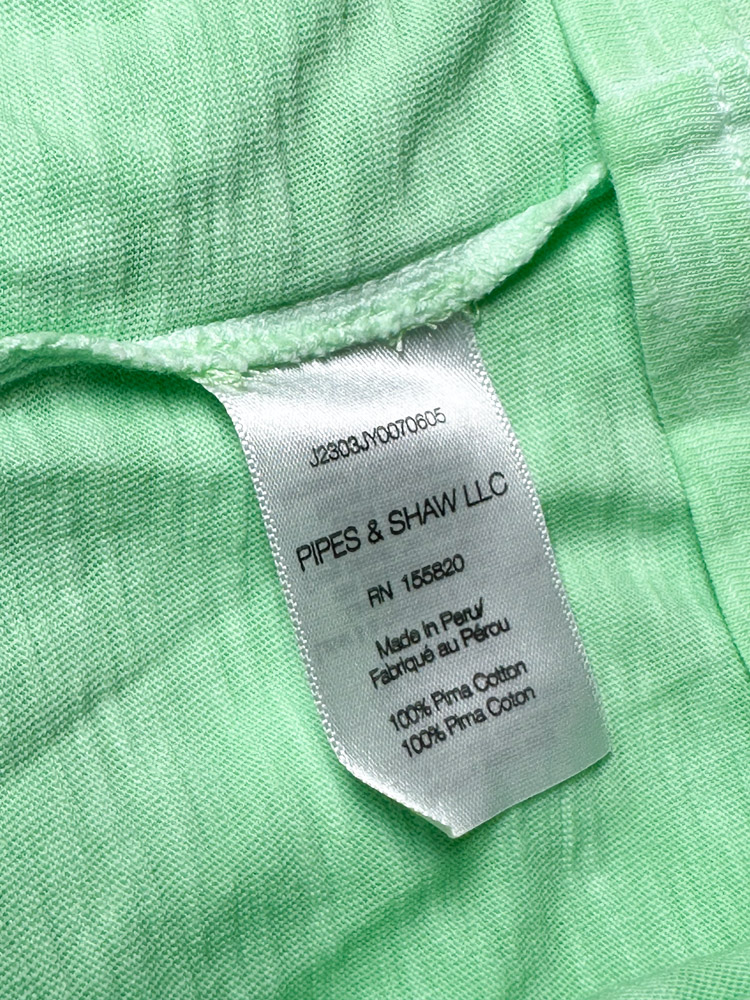 J2303JY0070605
PIPES & SHAW LLC
RN 155820
Made in Peru/
Fabriqué au Pérou
100% Pima Cotton
100% Pima Coton